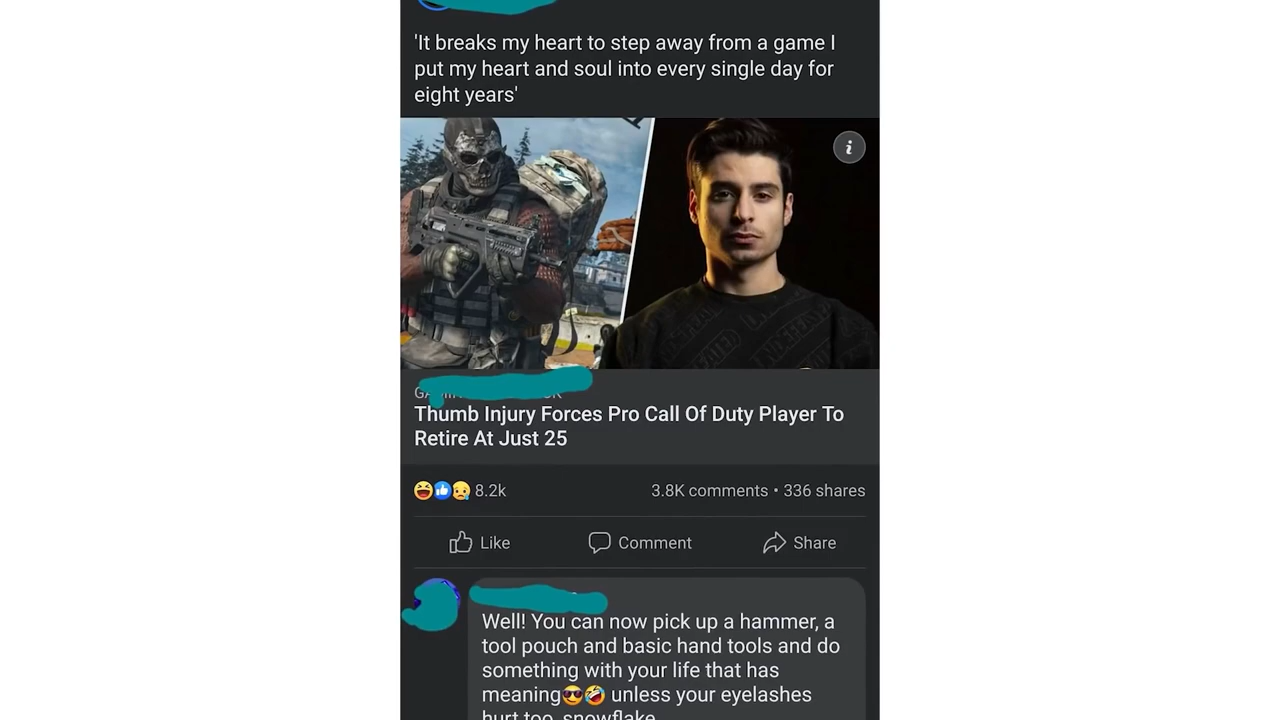 'It breaks my heart to step away from a game I
put my heart and soul into every single day for
eight years'
Thumb Injury Forces Pro Call Of Duty Player To
Retire At Just 25
8.2k
3.8K comments • 336 shares
Like
Comment
Share
Well! You can now pick up a hammer, a
tool pouch and basic hand tools and do
something with your life that has
meaning😎🤣 unless your eyelashes
hurt too, snowflake